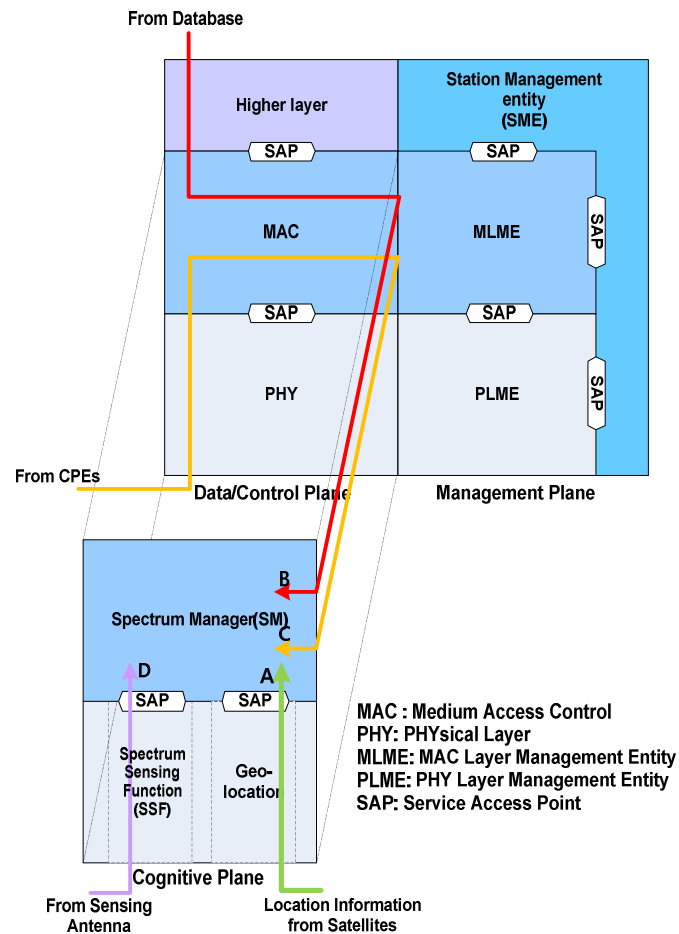 From Database
Higher layer
Station Management
entity
(SME)
SAP
SAP
MAC
MLME
SAP
SAP
SAP
PHY
PLME
SAP
From CPEs
Data/Control Plane
Management Plane
B
Spectrum Manager(SM)
C
D
A
SAP
SAP
Spectrum
Sensing
Function
(SSF)
Geo-
location
MAC : Medium Access Control
PHY: PHYsical Layer
MLME: MAC Layer Management Entity
PLME: PHY Layer Management Entity
SAP: Service Access Point
Cognitive Plane
From Sensing
Antenna
Location Information
from Satellites